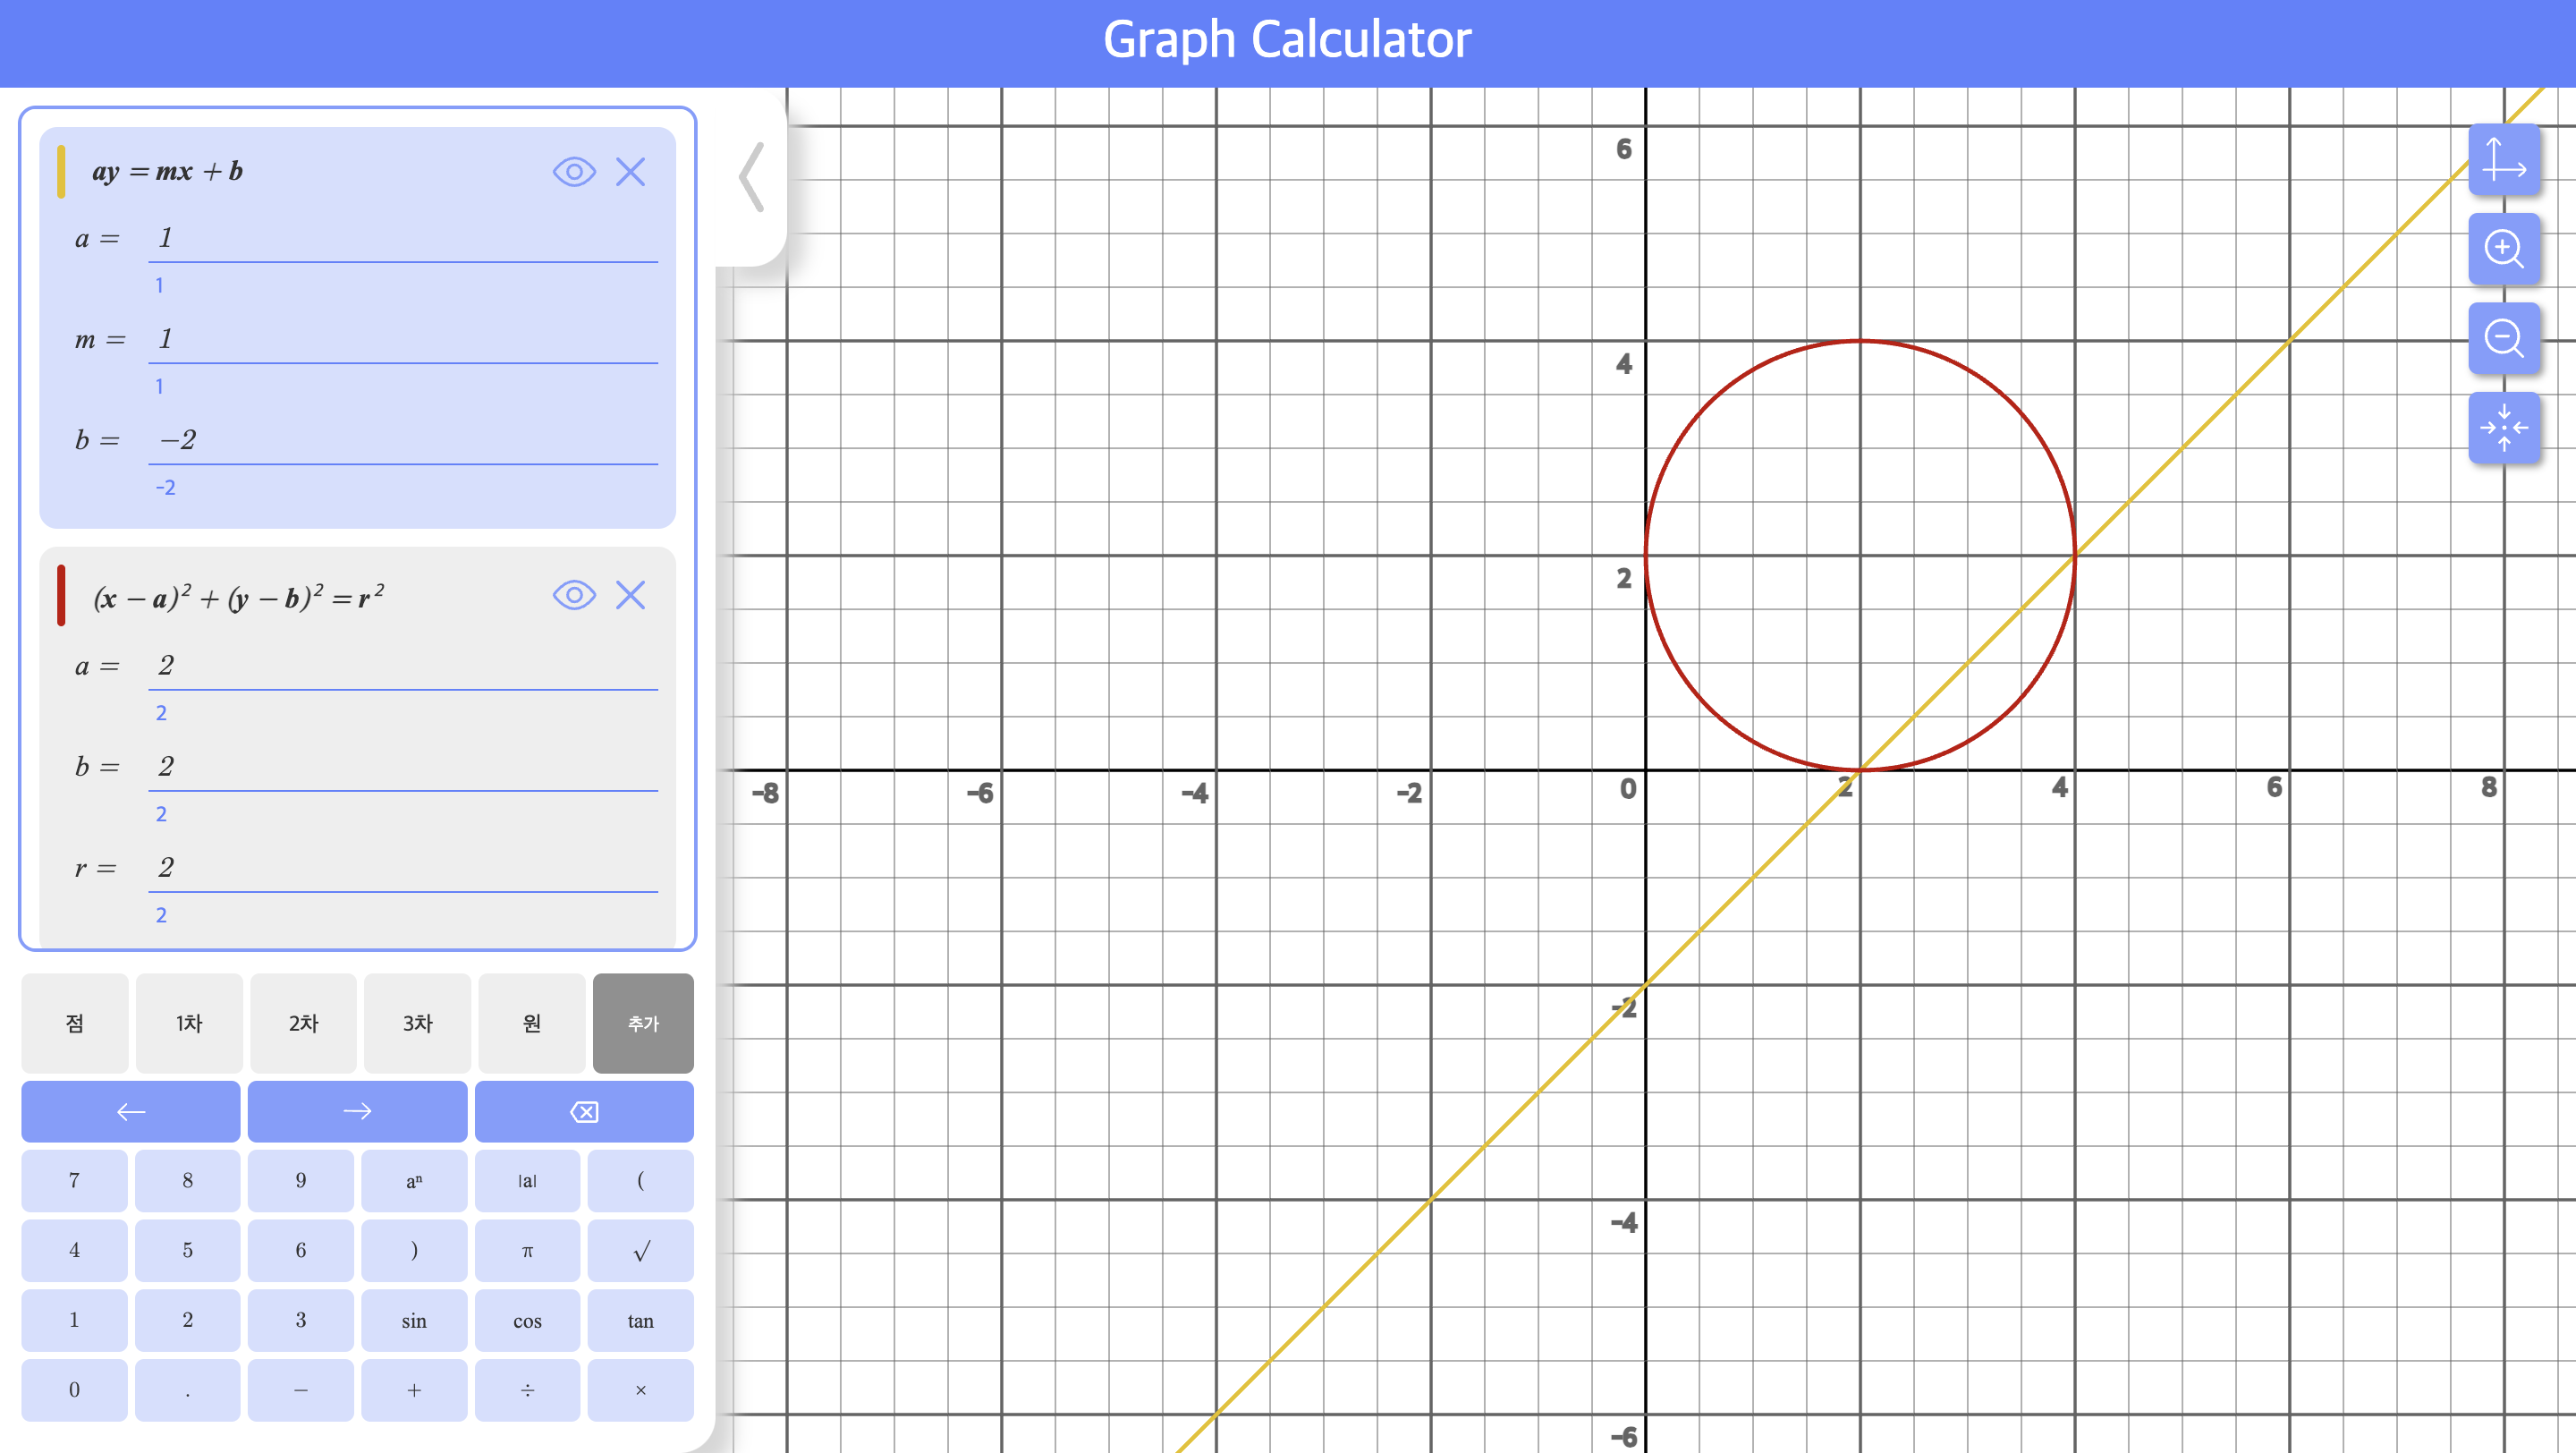 Graph Calculator
ay = mx + b
a = 1
1
m = 1
1
b = −2
-2
(x − a)² + (y − b)² = r²
a = 2
2
b = 2
2
r = 2
2
점 1차 2차 3차 원 추가
← →
7 8 9 aⁿ |a| (
4 5 6 ) π √
1 2 3 sin cos tan
0 . − + ÷ ×
6
4
2
-8 -6 -4 -2 0 2 4 6 8
-2
-4
-6